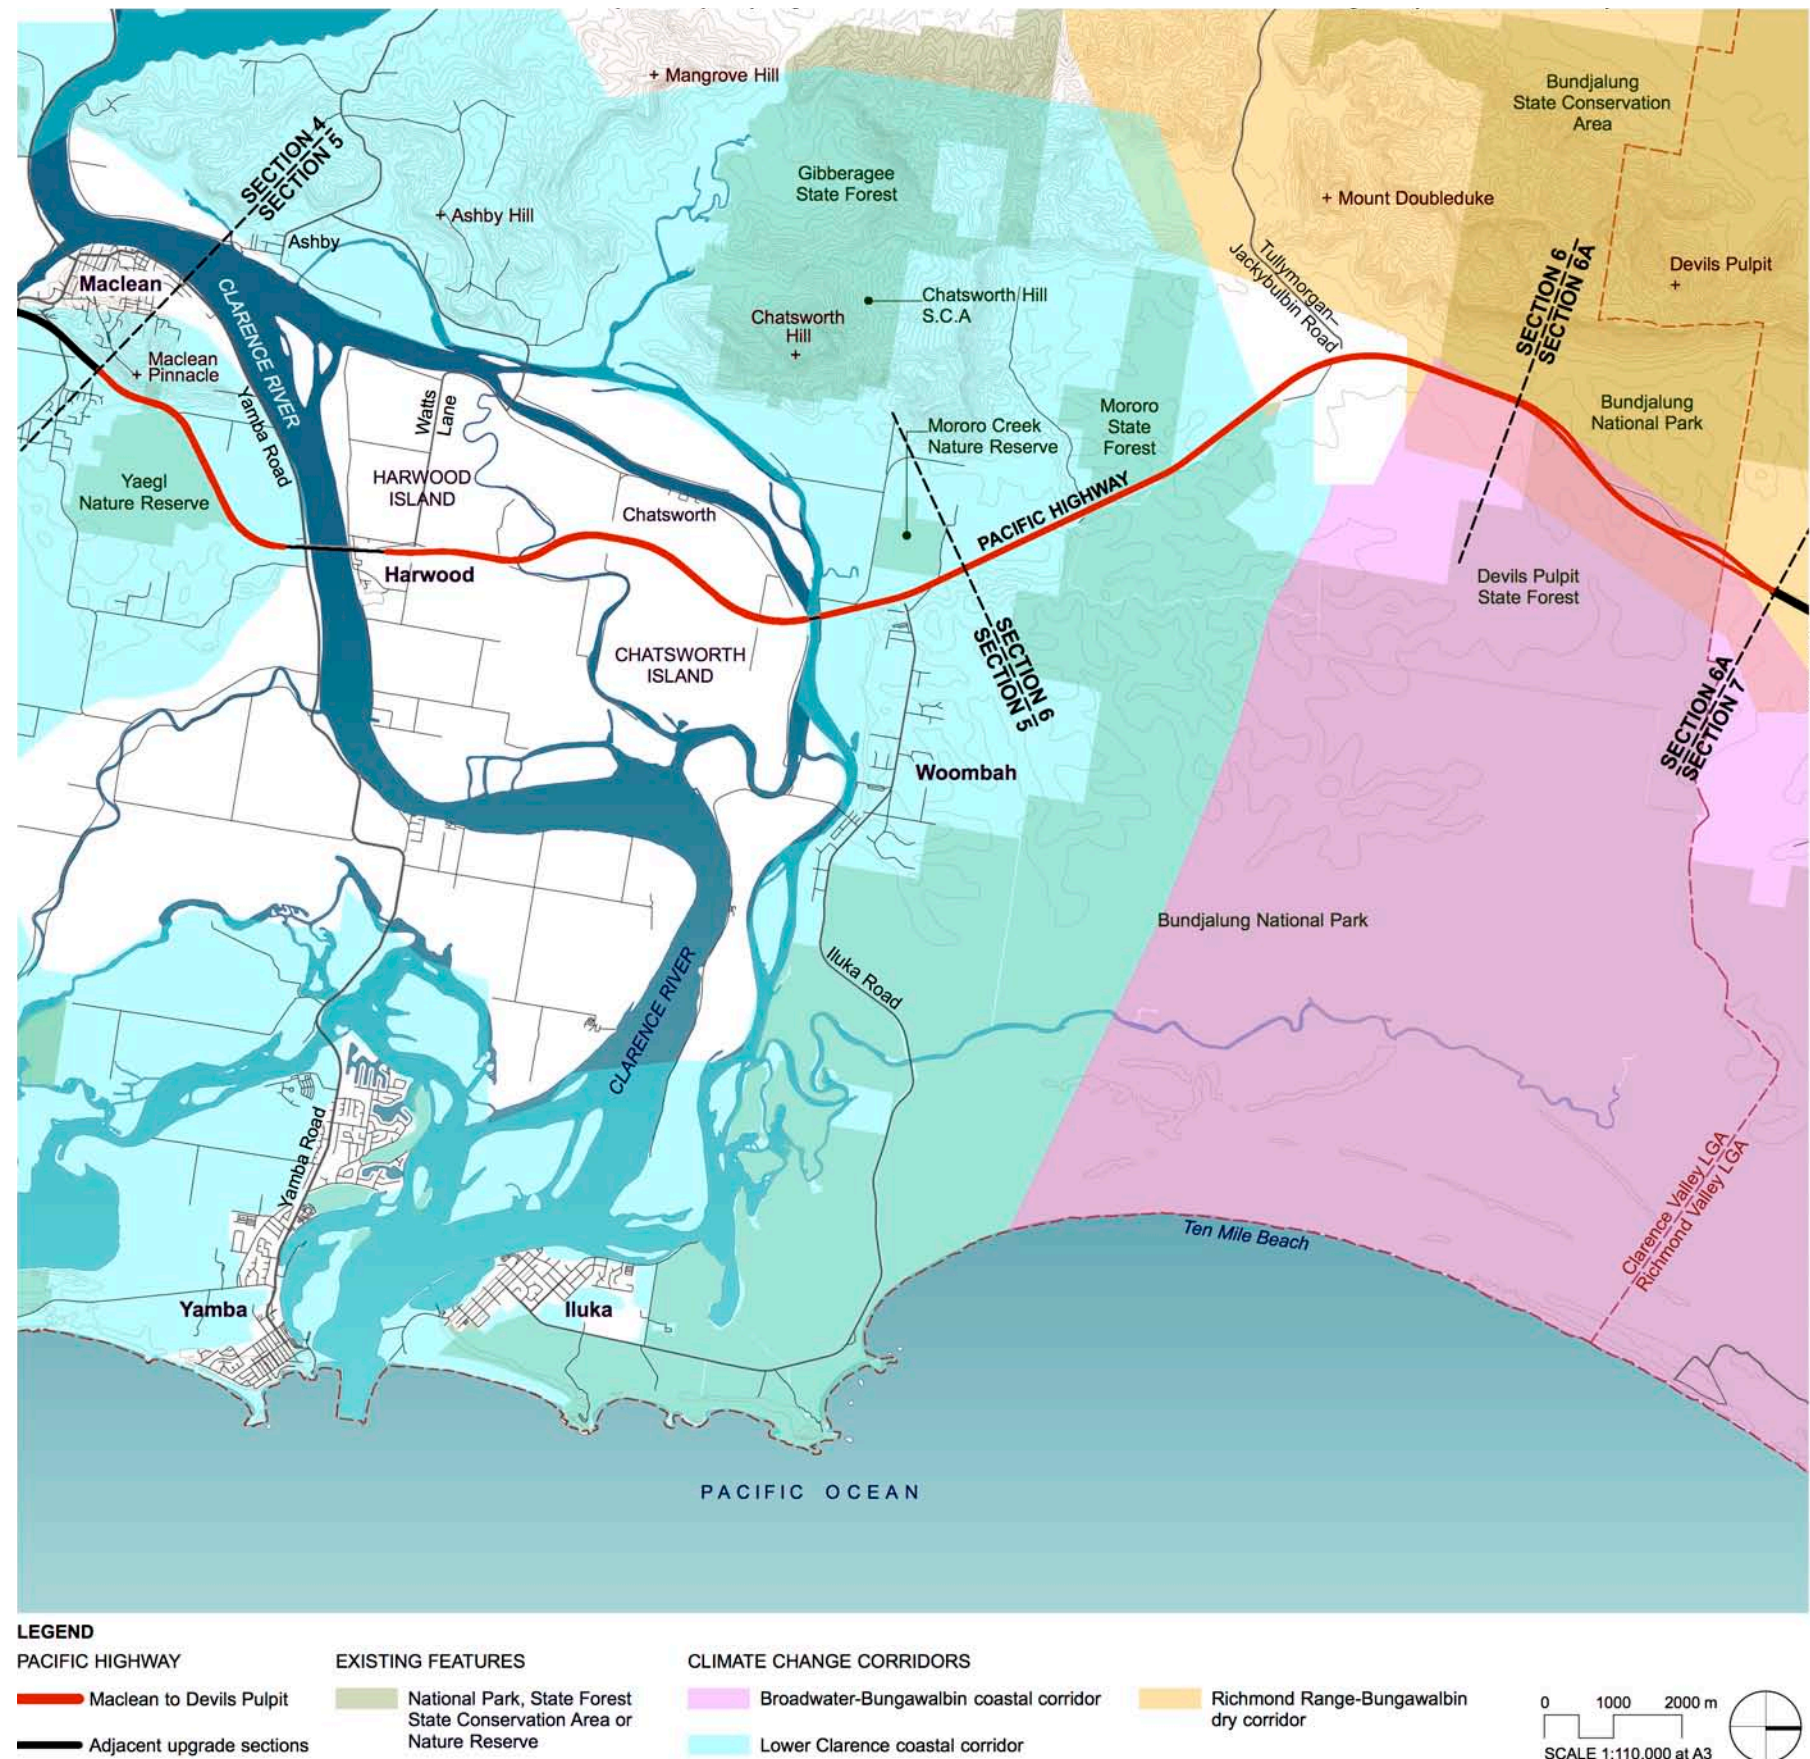 Mangrove Hill
Bundjalung
State Conservation
Area
SECTION 4
SECTION 5
Gibberagee
State Forest
Mount Doubleduke
Ashby Hill
Ashby
Tullymorgan–
Jackybulbin Road
SECTION 6
SECTION 6A
Devils Pulpit
Maclean
CLARENCE RIVER
Chatsworth Hill
S.C.A
Chatsworth
Hill
Maclean
Pinnacle
Yamba Road
Watts
Lane
Mororo Creek
Nature Reserve
Mororo
State
Forest
Bundjalung
National Park
Yaegl
Nature Reserve
HARWOOD
ISLAND
Chatsworth
PACIFIC HIGHWAY
Harwood
Devils Pulpit
State Forest
CHATSWORTH
ISLAND
SECTION 6
SECTION 5
SECTION 6A
SECTION 7
Woombah
Bundjalung National Park
Iluka Road
CLARENCE RIVER
Yamba Road
Clarence Valley LGA
Richmond Valley LGA
Ten Mile Beach
Yamba
Iluka
PACIFIC OCEAN
LEGEND
PACIFIC HIGHWAY
Maclean to Devils Pulpit
Adjacent upgrade sections
EXISTING FEATURES
National Park, State Forest
State Conservation Area or
Nature Reserve
CLIMATE CHANGE CORRIDORS
Broadwater-Bungawalbin coastal corridor
Lower Clarence coastal corridor
Richmond Range-Bungawalbin
dry corridor
0 1000 2000 m
SCALE 1:110,000 at A3